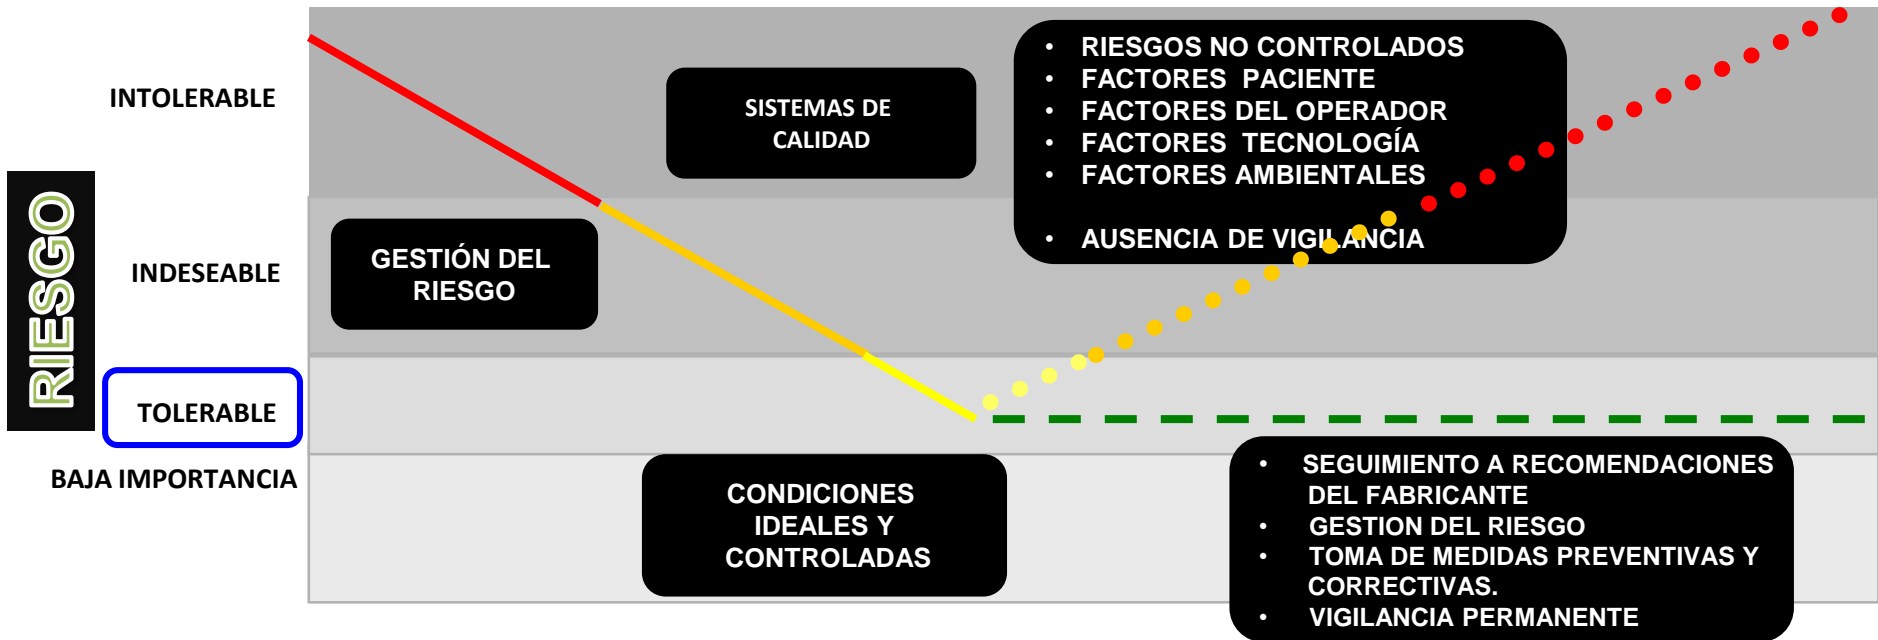 RIESGO
INTOLERABLE
INDESEABLE
TOLERABLE
BAJA IMPORTANCIA
GESTIÓN DEL
RIESGO
SISTEMAS DE
CALIDAD
• RIESGOS NO CONTROLADOS
• FACTORES PACIENTE
• FACTORES DEL OPERADOR
• FACTORES TECNOLOGÍA
• FACTORES AMBIENTALES
• AUSENCIA DE VIGILANCIA
CONDICIONES
IDEALES Y
CONTROLADAS
• SEGUIMIENTO A RECOMENDACIONES
DEL FABRICANTE
• GESTION DEL RIESGO
• TOMA DE MEDIDAS PREVENTIVAS Y
CORRECTIVAS.
• VIGILANCIA PERMANENTE